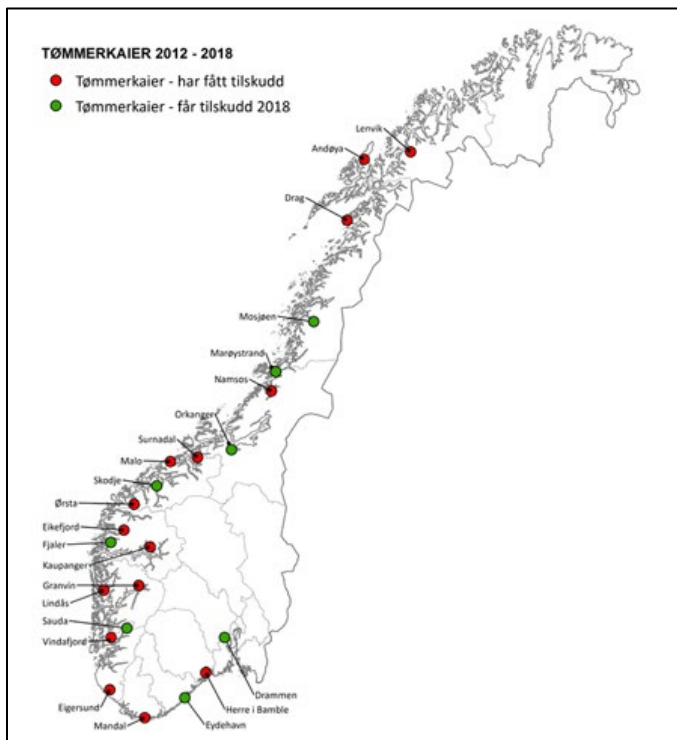 TØMMERKAIER 2012 - 2018
Tømmerkaier - har fått tilskudd
Tømmerkaier - får tilskudd 2018
Lenvik
Andøya
Drag
Mosjøen
Marøystrand
Namsos
Orkanger
Surnadal
Malo
Skodje
Ørsta
Eikefjord
Fjaler
Kaupanger
Granvin
Lindås
Sauda
Vindafjord
Drammen
Eigersund
Herre i Bamble
Mandal
Eydehavn